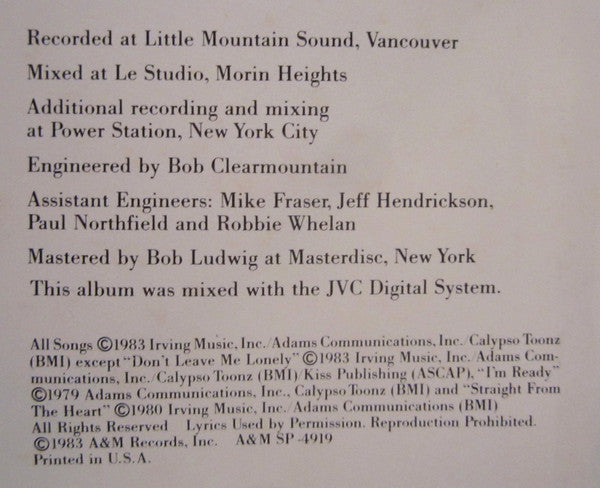 Recorded at Little Mountain Sound, Vancouver
Mixed at Le Studio, Morin Heights
Additional recording and mixing
at Power Station, New York City
Engineered by Bob Clearmountain
Assistant Engineers: Mike Fraser, Jeff Hendrickson,
Paul Northfield and Robbie Whelan
Mastered by Bob Ludwig at Masterdisc, New York
This album was mixed with the JVC Digital System.
All Songs ©1983 Irving Music, Inc./Adams Communications, Inc./Calypso Toonz
(BMI) except "Don't Leave Me Lonely" ©1983 Irving Music, Inc./Adams Com-
munications, Inc./Calypso Toonz (BMI)/Kiss Publishing (ASCAP), "I'm Ready"
©1979 Adams Communications, Inc., Calypso Toonz (BMI) and "Straight From
The Heart" ©1980 Irving Music, Inc./Adams Communications (BMI)
All Rights Reserved Lyrics Used by Permission. Reproduction Prohibited.
©1983 A&M Records, Inc. A&M SP-4919
Printed in U.S.A.